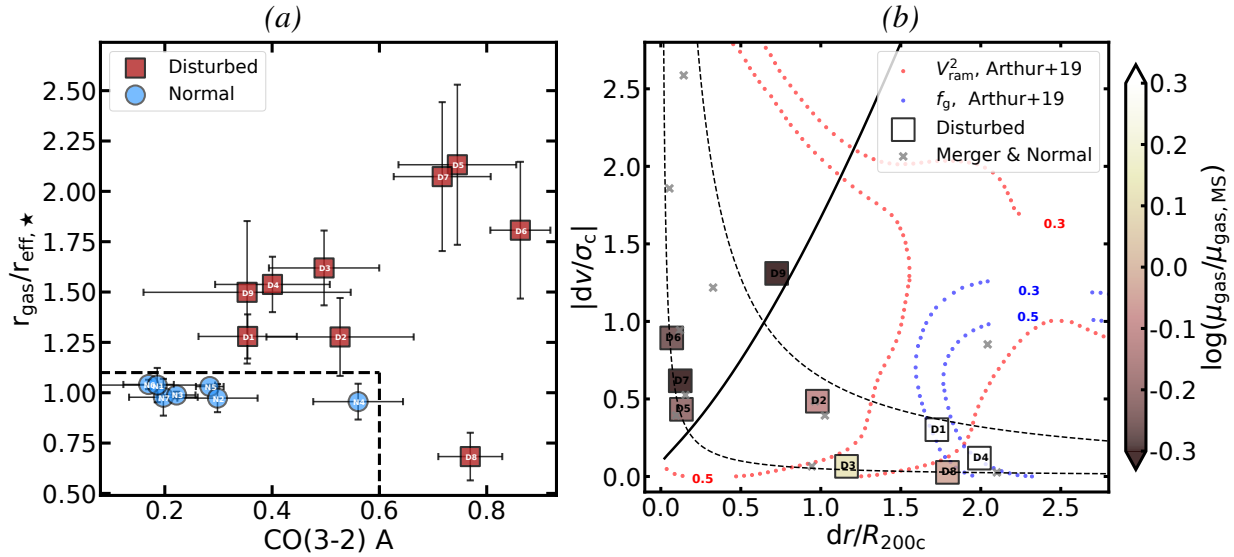 (a)
Disturbed
Normal
D5
D7
D6
D3
D4
D9
D1
D2
N1
N3
N5
N2
N4
D8
2.50
2.25
2.00
1.75
1.50
1.25
1.00
0.75
0.50
r_gas/r_eff,★
0.2
0.4
0.6
0.8
CO(3-2) A
(b)
V²_ram, Arthur+19
f_g, Arthur+19
Disturbed
Merger & Normal
0.3
0.3
0.5
0.5
D9
D6
D7
D5
D2
D1
D3
D8
D4
2.5
2.0
1.5
1.0
0.5
0.0
|dv/σ_c|
0.0
0.5
1.0
1.5
2.0
2.5
dr/R_200c
0.3
0.2
0.1
0.0
-0.1
-0.2
-0.3
log(μ_gas/μ_gas, MS)